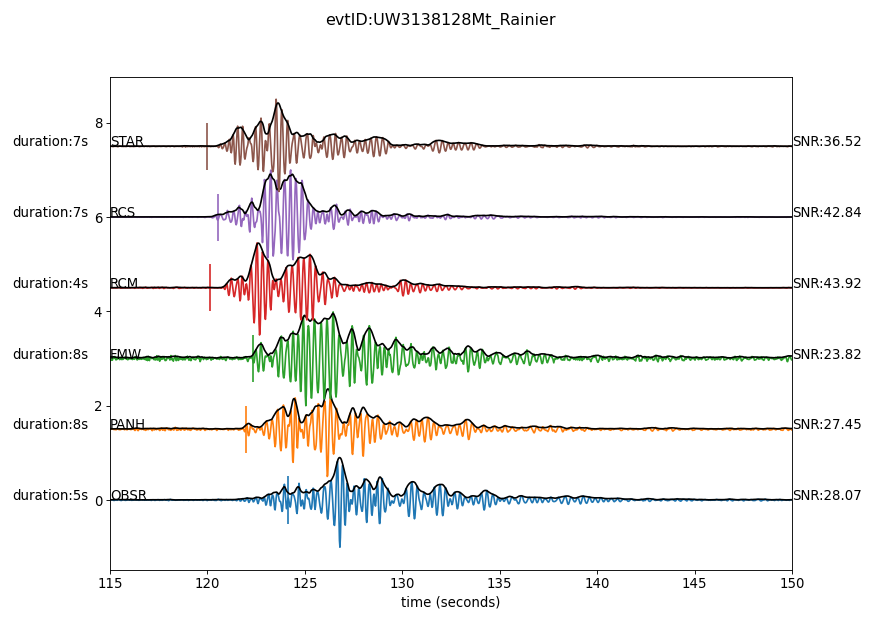 evtID:UW3138128Mt_Rainier
8
duration:7s STAR SNR:36.52
duration:7s RCS SNR:42.84
6
duration:4s RCM SNR:43.92
4
duration:8s FMW SNR:23.82
2
duration:8s PANH SNR:27.45
duration:5s OBSR SNR:28.07
0
115 120 125 130 135 140 145 150
time (seconds)